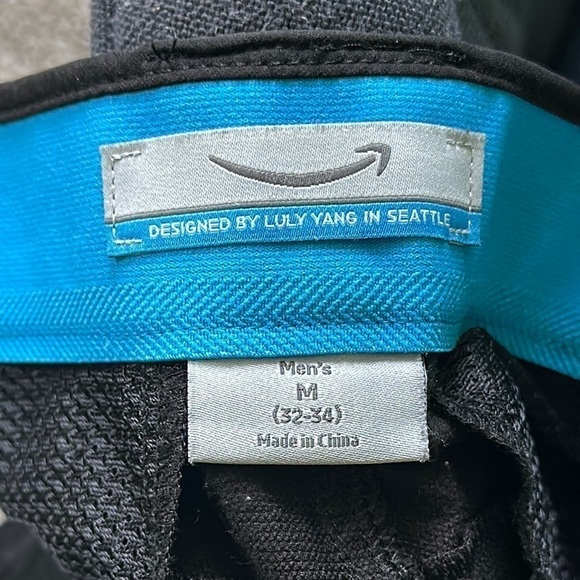 DESIGNED BY LULY YANG IN SEATTLE
Men's
M
(32-34)
Made in China